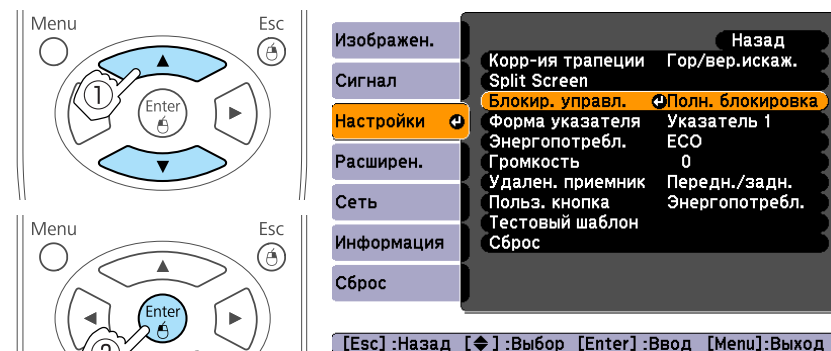 Menu
Esc
1
Enter
Menu
Esc
Enter
2
Изображен.
Сигнал
Настройки
Расширен.
Сеть
Информация
Сброс
Назад
Корр-ия трапеции Гор/вер.искаж.
Split Screen
Блокир. управл. Полн. блокировка
Форма указателя Указатель 1
Энергопотребл. ECO
Громкость 0
Удален. приемник Передн./задн.
Польз. кнопка Энергопотребл.
Тестовый шаблон
Сброс
[Esc] :Назад [◆] :Выбор [Enter] :Ввод [Menu]:Выход